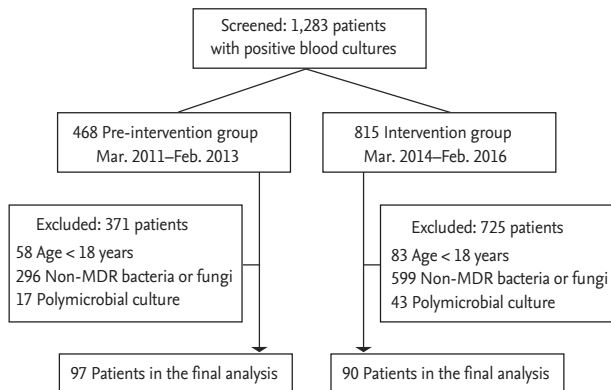 Screened: 1,283 patients
with positive blood cultures
468 Pre-intervention group
Mar. 2011–Feb. 2013
815 Intervention group
Mar. 2014–Feb. 2016
Excluded: 371 patients
58 Age < 18 years
296 Non-MDR bacteria or fungi
17 Polymicrobial culture
Excluded: 725 patients
83 Age < 18 years
599 Non-MDR bacteria or fungi
43 Polymicrobial culture
97 Patients in the final analysis
90 Patients in the final analysis